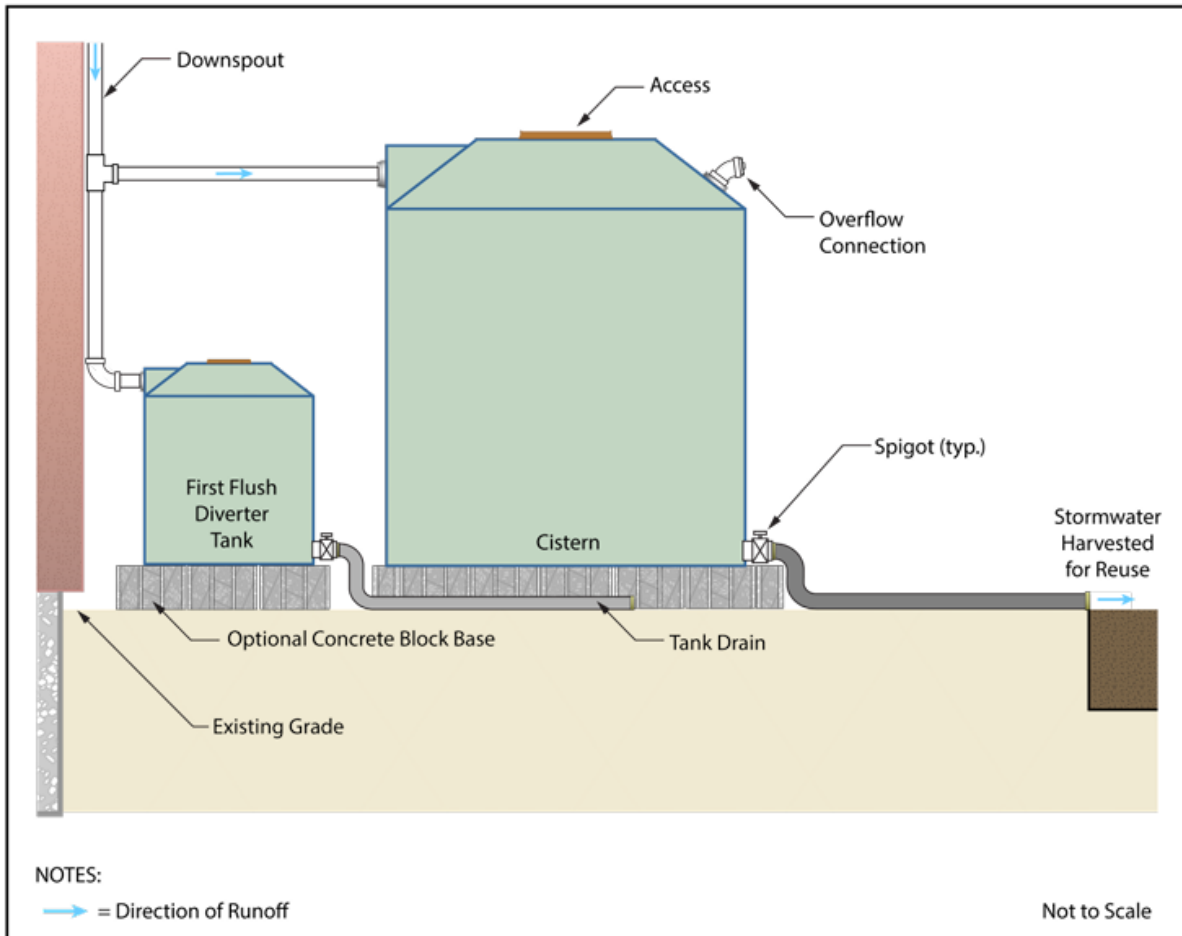 Downspout
Access
Overflow
Connection
Spigot (typ.)
First Flush
Diverter
Tank
Cistern
Stormwater
Harvested
for Reuse
Optional Concrete Block Base
Tank Drain
Existing Grade
NOTES:
= Direction of Runoff
Not to Scale